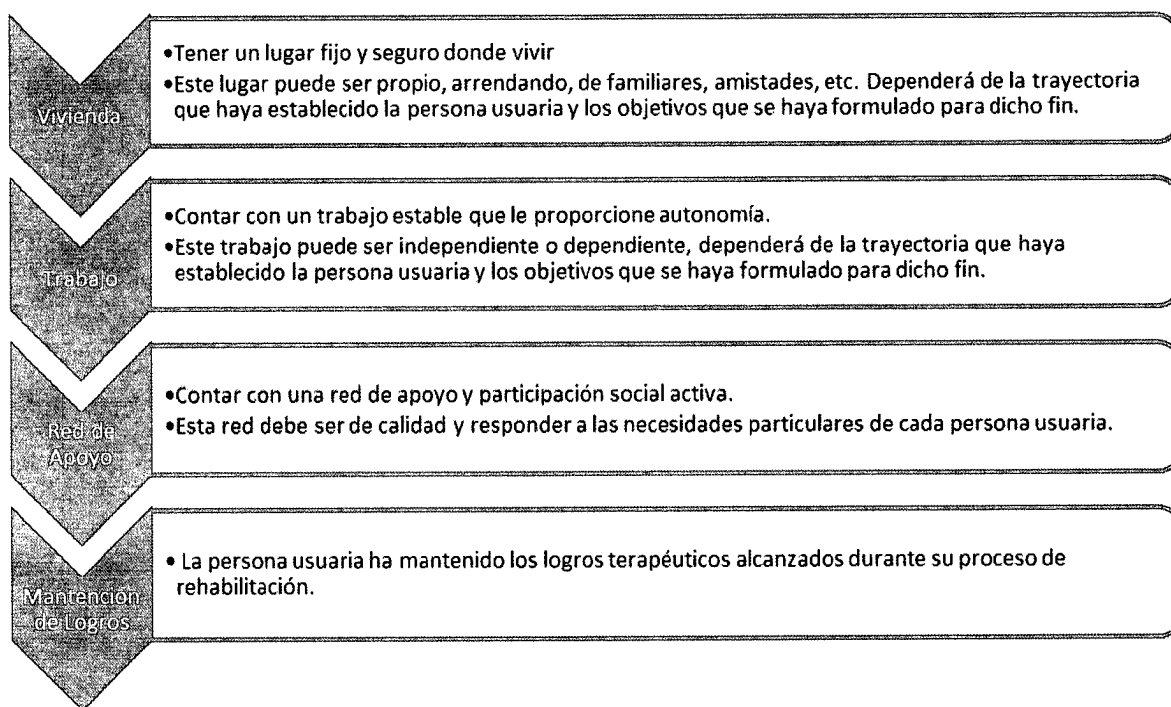 Vivienda
•Tener un lugar fijo y seguro donde vivir
•Este lugar puede ser propio, arrendando, de familiares, amistades, etc. Dependerá de la trayectoria
que haya establecido la persona usuaria y los objetivos que se haya formulado para dicho fin.
Trabajo
•Contar con un trabajo estable que le proporcione autonomía.
•Este trabajo puede ser independiente o dependiente, dependerá de la trayectoria que haya
establecido la persona usuaria y los objetivos que se haya formulado para dicho fin.
Red de
Apoyo
•Contar con una red de apoyo y participación social activa.
•Esta red debe ser de calidad y responder a las necesidades particulares de cada persona usuaria.
Mantención
de Logros
• La persona usuaria ha mantenido los logros terapéuticos alcanzados durante su proceso de
rehabilitación.